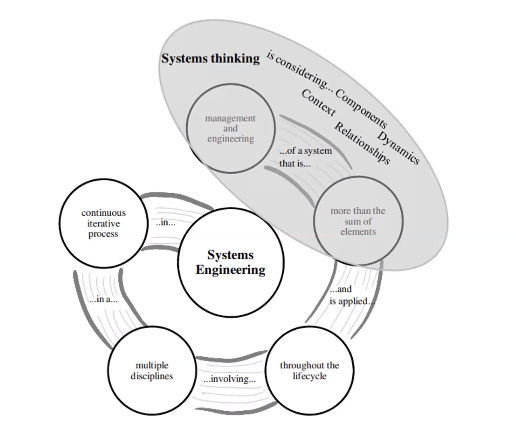 Systems thinking
is considering... Components
Context
Relationships
Dynamics
management
and
engineering
...of a system
that is...
more than the
sum of
elements
...and
is applied...
throughout the
lifecycle
...involving...
multiple
disciplines
...in a...
continuous
iterative
process
..in...
Systems
Engineering